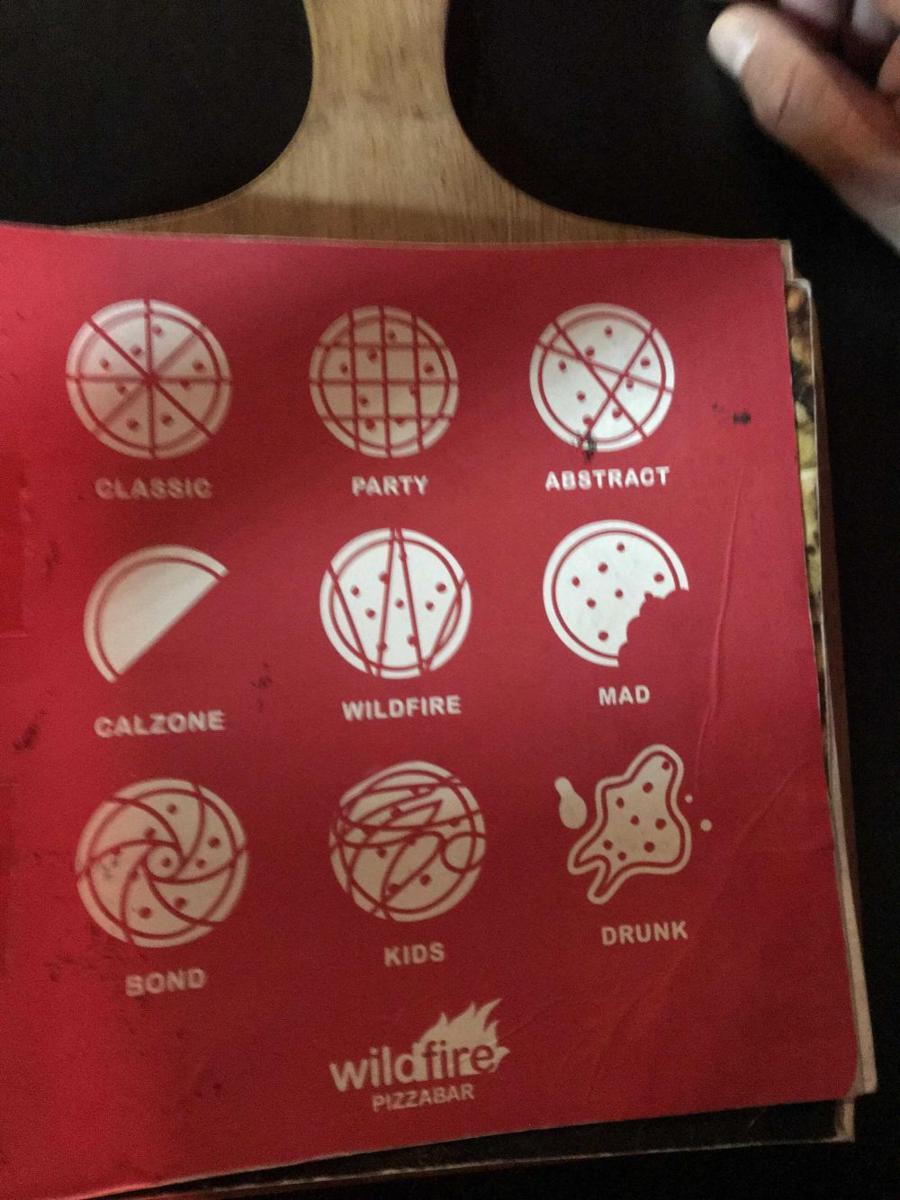 CLASSIC
PARTY
ABSTRACT
CALZONE
WILDFIRE
MAD
BOND
KIDS
DRUNK
wildfire
PIZZABAR